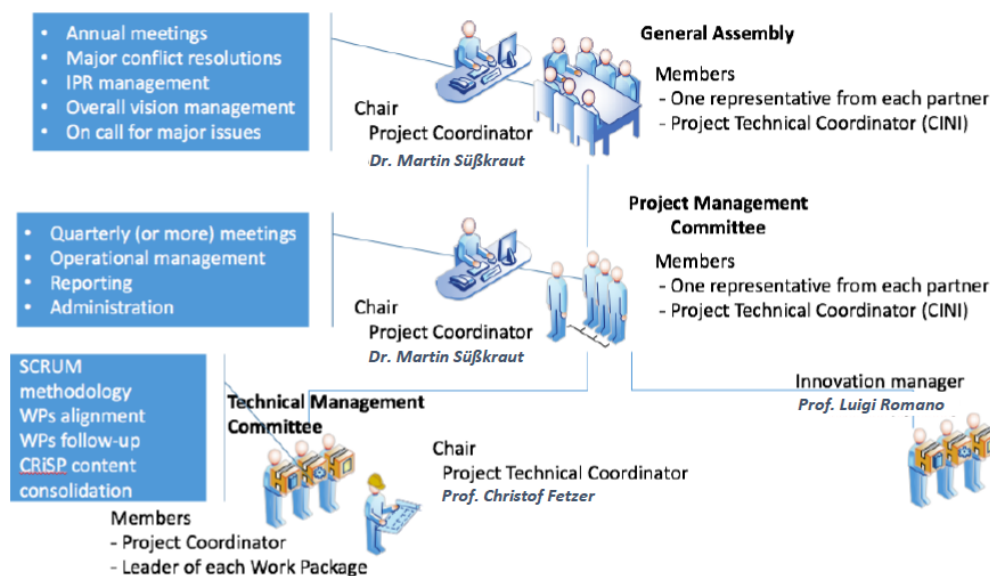 • Annual meetings
• Major conflict resolutions
• IPR management
• Overall vision management
• On call for major issues
Chair
Project Coordinator
Dr. Martin Süßkraut
General Assembly
Members
- One representative from each partner
- Project Technical Coordinator (CINI)
• Quarterly (or more) meetings
• Operational management
• Reporting
• Administration
Chair
Project Coordinator
Dr. Martin Süßkraut
Project Management
Committee
Members
- One representative from each partner
- Project Technical Coordinator (CINI)
SCRUM
methodology
WPs alignment
WPs follow-up
CRiSP content
consolidation
Technical Management
Committee
Members
- Project Coordinator
- Leader of each Work Package
Chair
Project Technical Coordinator
Prof. Christof Fetzer
Innovation manager
Prof. Luigi Romano